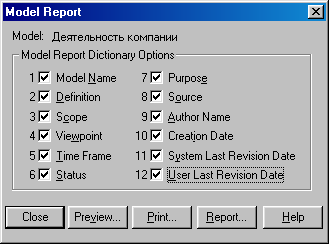 Model Report
Model: Деятельность компании
Model Report Dictionary Options
1 Model Name
2 Definition
3 Scope
4 Viewpoint
5 Time Frame
6 Status
7 Purpose
8 Source
9 Author Name
10 Creation Date
11 System Last Revision Date
12 User Last Revision Date
Close Preview... Print... Report... Help